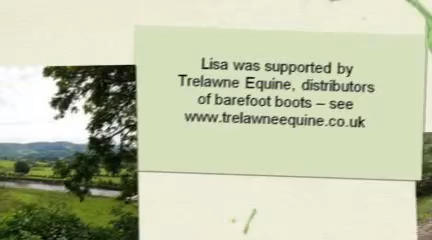 Lisa was supported by
Trelawne Equine, distributors
of barefoot boots – see
www.trelawneequine.co.uk